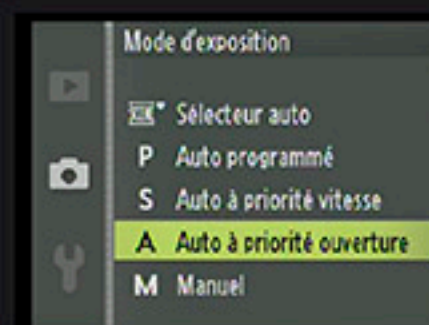 Mode d'exposition
Sélecteur auto
P Auto programmé
S Auto à priorité vitesse
A Auto à priorité ouverture
M Manuel